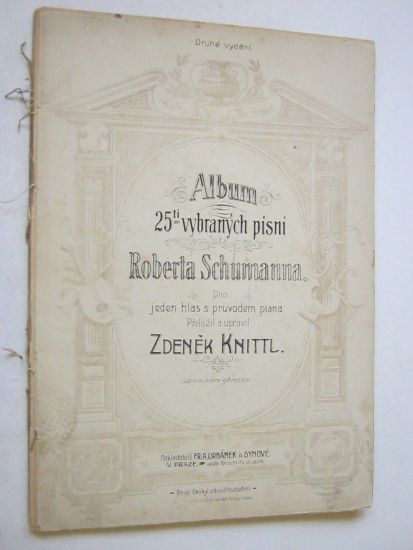 Druhé vydání
Album
25ti vybraných písní
Roberta Schumanna.
Pro
jeden hlas s průvodem piana
Přeložil a upravil
ZDENĚK KNITTL.
Nakladatelé FR. A. URBÁNEK a SYNOVÉ
V PRAZE,
- Prvý český závod hudební -